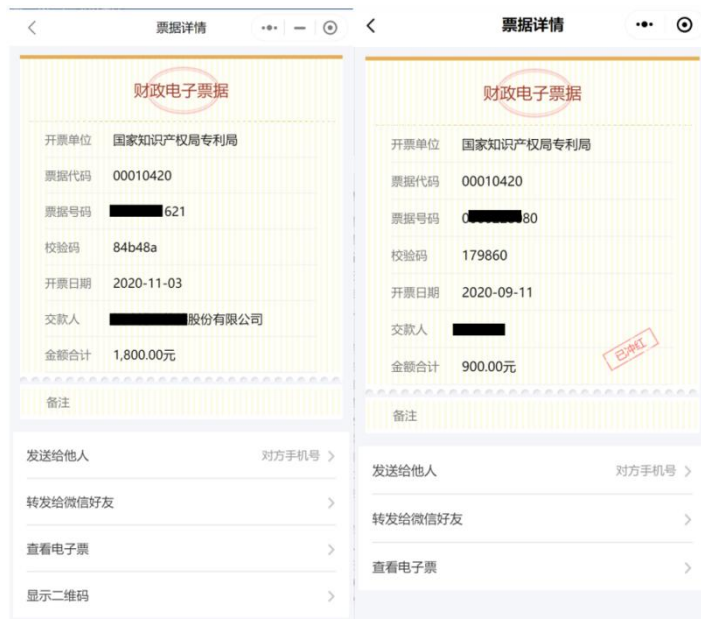 票据详情
财政电子票据
开票单位 国家知识产权局专利局
票据代码 00010420
票据号码 621
校验码 84b48a
开票日期 2020-11-03
交款人 股份有限公司
金额合计 1,800.00元
备注
发送给他人 对方手机号
转发给微信好友
查看电子票
显示二维码
票据详情
财政电子票据
开票单位 国家知识产权局专利局
票据代码 00010420
票据号码 0 80
校验码 179860
开票日期 2020-09-11
交款人
已冲红
金额合计 900.00元
备注
发送给他人 对方手机号
转发给微信好友
查看电子票